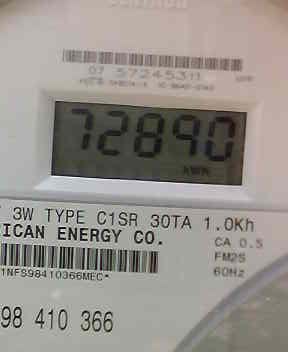 07 57245311
72890
3W TYPE C1SR 30TA 1.0Kh
ICAN ENERGY CO.
CA 0.5
FM2S
60Hz
1NFS98410366MEC*
98 410 366